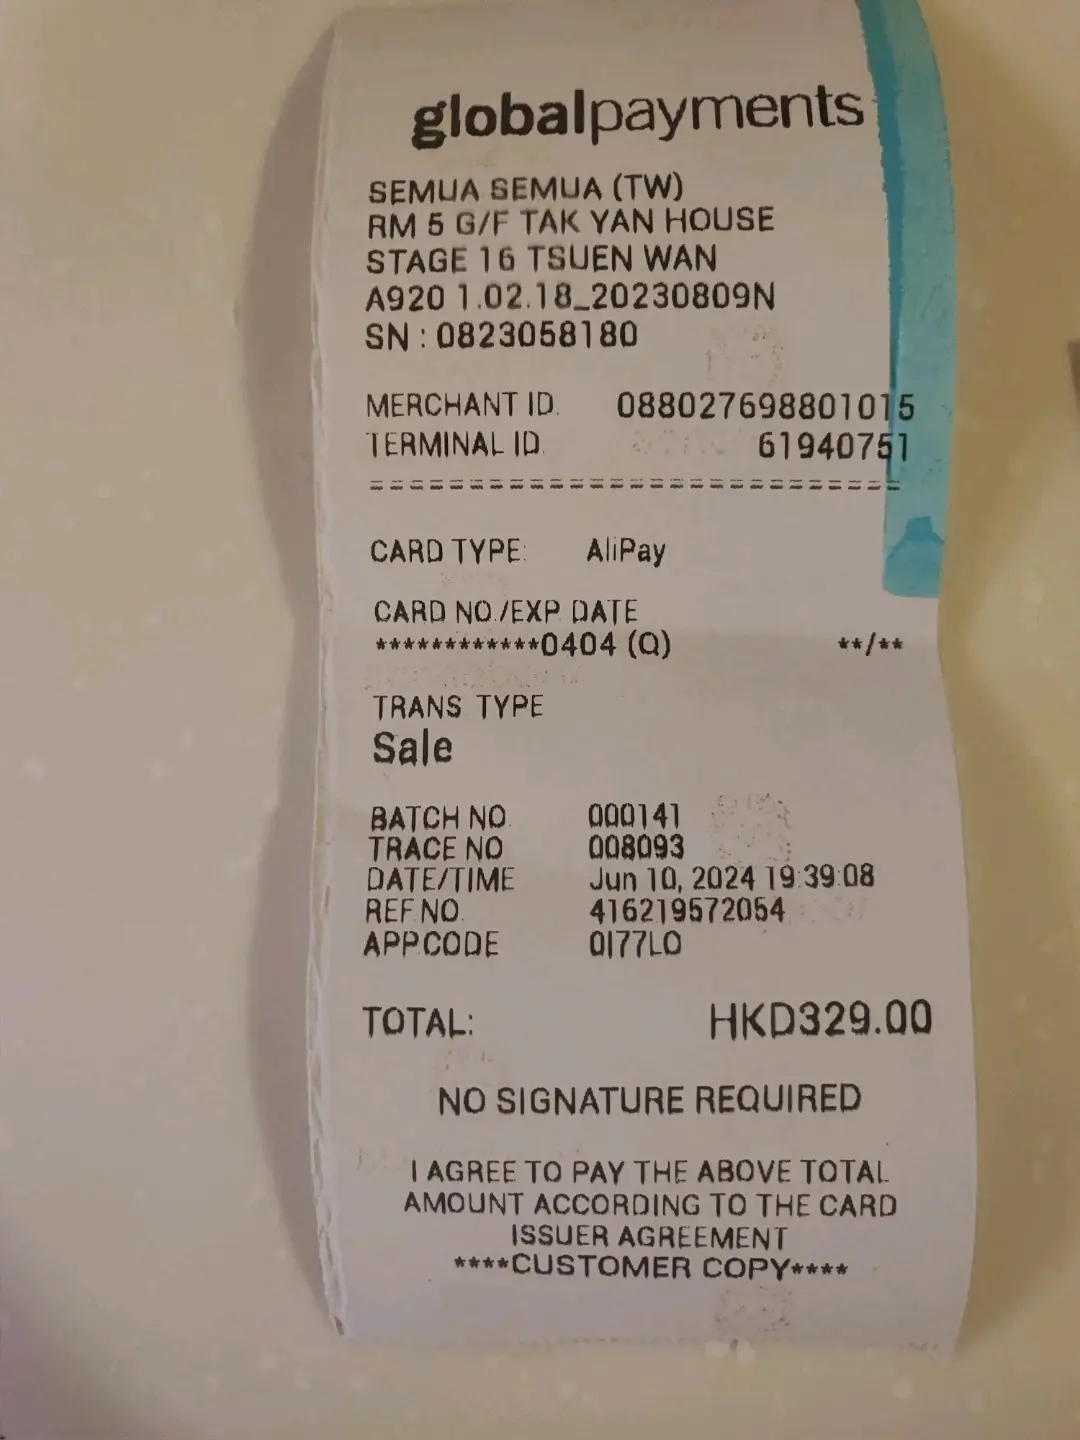 globalpayments
SEMUA SEMUA (TW)
RM 5 G/F TAK YAN HOUSE
STAGE 16 TSUEN WAN
A920 1.02.18_20230809N
SN : 0823058180
MERCHANT ID. 088027698801015
TERMINAL ID. 61940751
CARD TYPE: AliPay
CARD NO./EXP. DATE
************0404 (Q) **/**
TRANS TYPE
Sale
BATCH NO. 000141
TRACE NO 008093
DATE/TIME Jun 10, 2024 19:39:08
REF.NO. 416219572054
APP.CODE 0I77LO
TOTAL: HKD329.00
NO SIGNATURE REQUIRED
I AGREE TO PAY THE ABOVE TOTAL
AMOUNT ACCORDING TO THE CARD
ISSUER AGREEMENT
****CUSTOMER COPY****